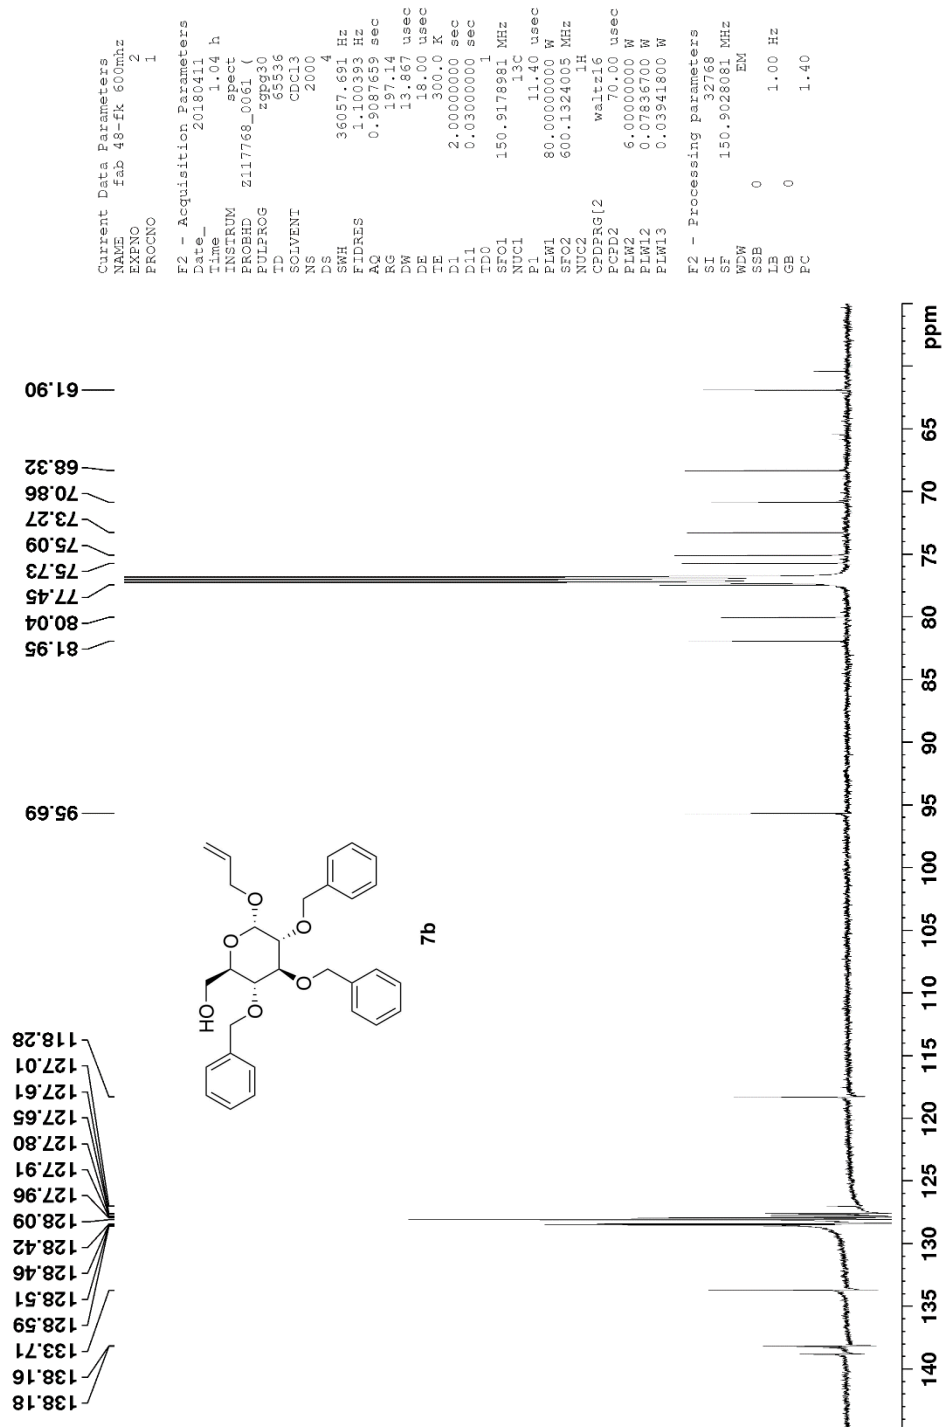 Current Data Parameters
NAME fab 48-fk 600mhz
EXPNO 2
PROCNO 1
F2 - Acquisition Parameters
Date_ 20180411
Time 1.04 h
INSTRUM spect
PROBHD Z117768_0061 (
PULPROG zgpg30
TD 65536
SOLVENT CDCl3
NS 2000
DS 4
SWH 36057.691 Hz
FIDRES 1.100393 Hz
AQ 0.9087659 sec
RG 197.14
DW 13.867 usec
DE 18.00 usec
TE 300.0 K
D1 2.00000000 sec
D11 0.03000000 sec
TD0 1
SFO1 150.9178981 MHz
NUC1 13C
P1 11.40 usec
PLW1 80.00000000 W
SFO2 600.1324005 MHz
NUC2 1H
CPDPRG[2 waltz16
PCPD2 70.00 usec
PLW2 6.00000000 W
PLW12 0.07836700 W
PLW13 0.03941800 W
F2 - Processing parameters
SI 32768
SF 150.9028081 MHz
WDW EM
SSB 0
LB 1.00 Hz
GB 0
PC 1.40
138.18
138.16
133.71
128.59
128.51
128.46
128.42
128.09
127.96
127.91
127.80
127.65
127.61
127.01
118.28
95.69
81.95
80.04
77.45
75.73
75.09
73.27
70.86
68.32
61.90
HO
O
O
O
O
O
7b
140 135 130 125 120 115 110 105 100 95 90 85 80 75 70 65 ppm